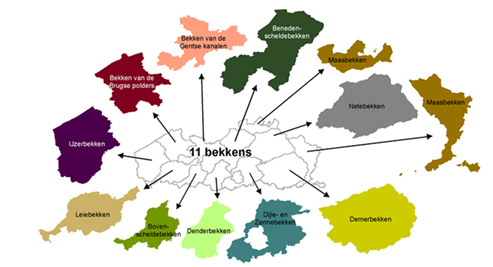 Bekken van de
Gentse kanalen
Beneden-
scheldebekken
Maasbekken
Bekken van de
Brugse polders
Netebekken
Maasbekken
IJzerbekken
11 bekkens
Leiebekken
Boven-
scheldebekken
Denderbekken
Dijle- en
Zennebekken
Demerbekken